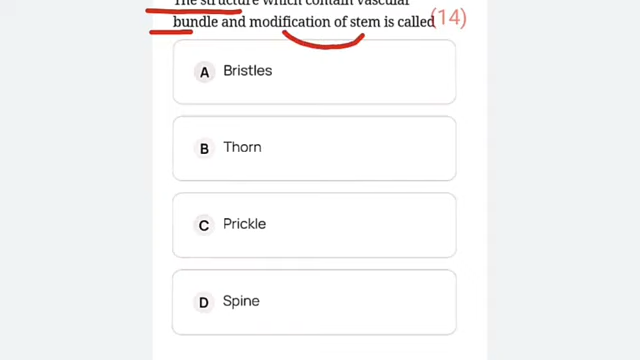 The structure which contain vascular
bundle and modification of stem is called (14)
A Bristles
B Thorn
C Prickle
D Spine